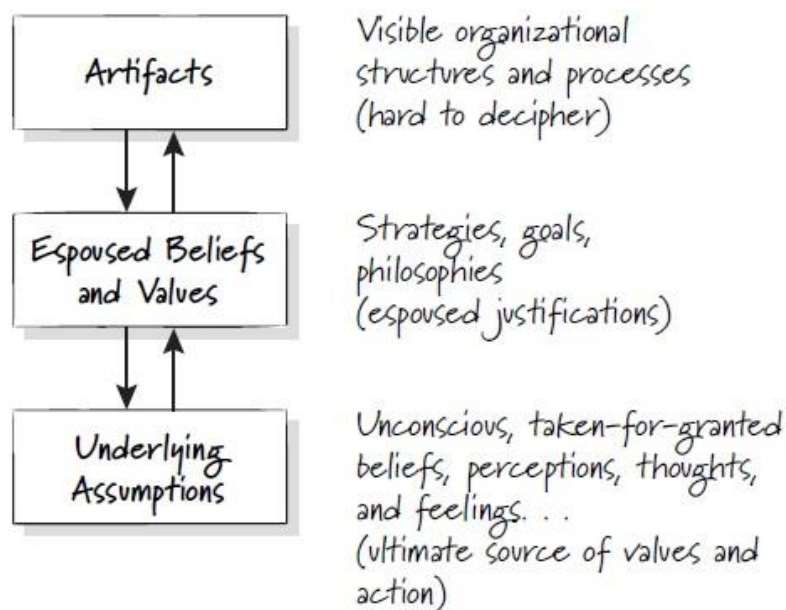 Artifacts
Visible organizational
structures and processes
(hard to decipher)
Espoused Beliefs
and Values
Strategies, goals,
philosophies
(espoused justifications)
Underlying
Assumptions
Unconscious, taken-for-granted
beliefs, perceptions, thoughts,
and feelings. . .
(ultimate source of values and
action)